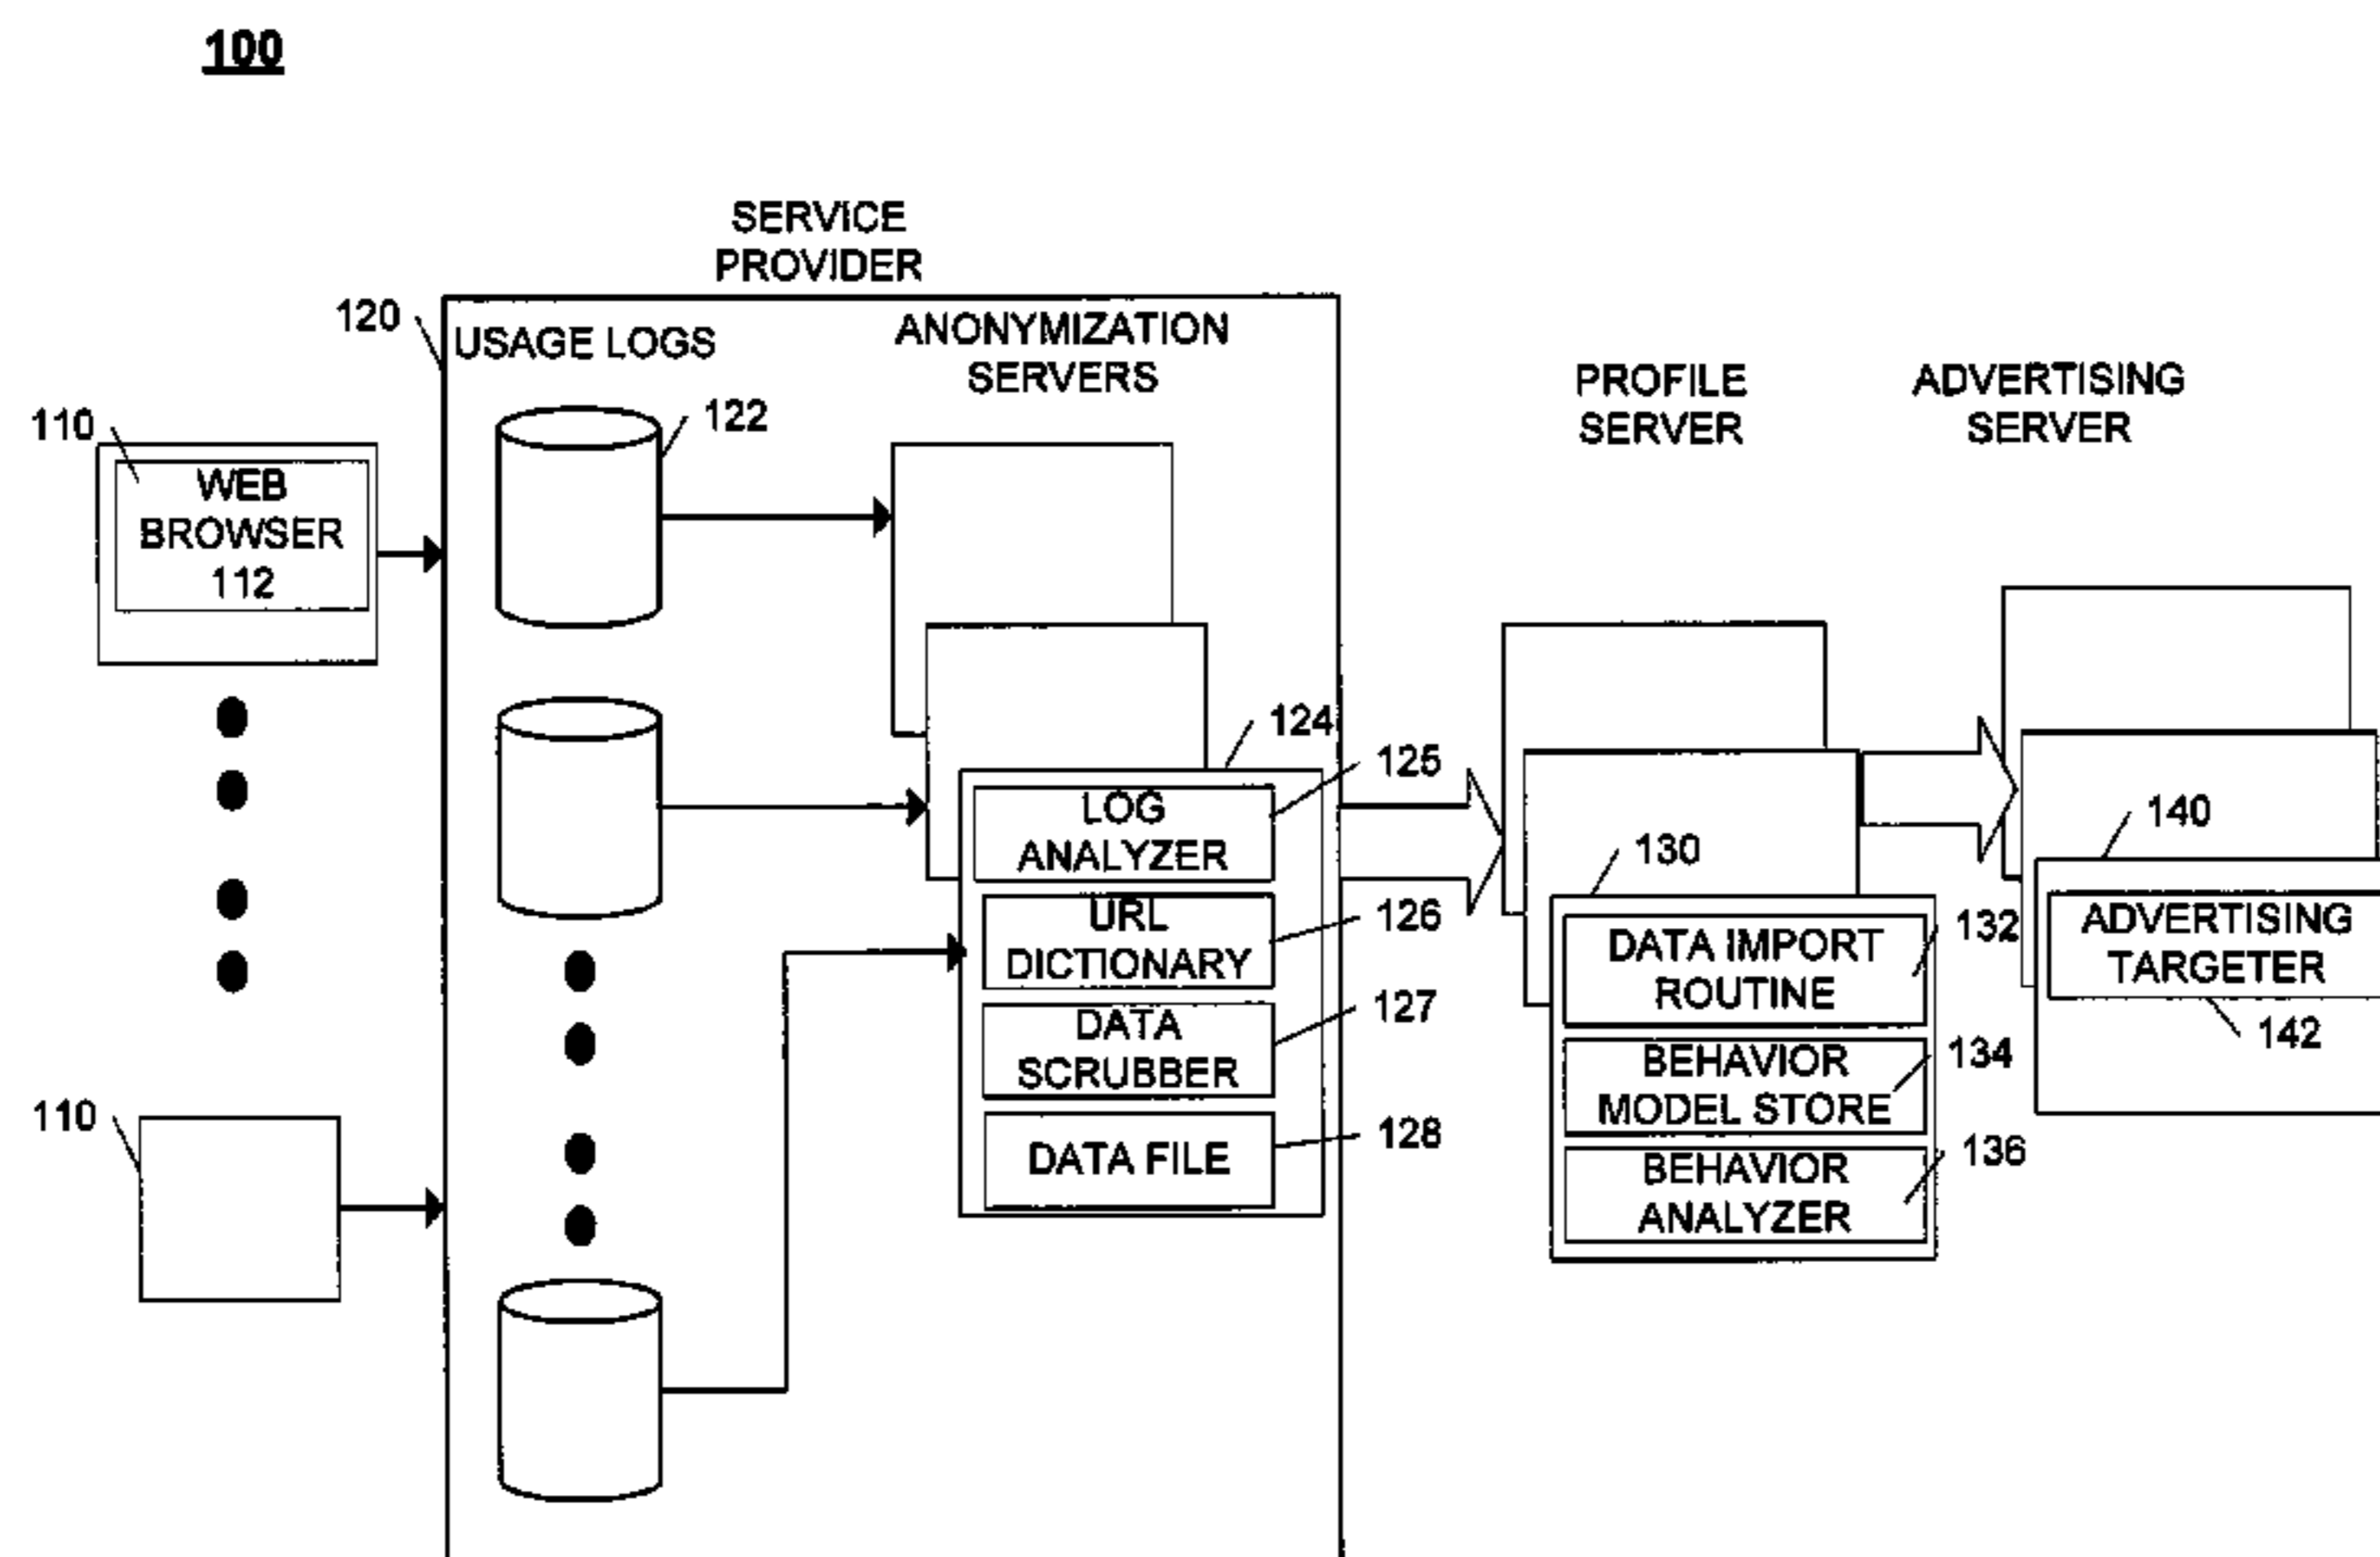 100
SERVICE
PROVIDER
120
USAGE LOGS
ANONYMIZATION
SERVERS
PROFILE
SERVER
ADVERTISING
SERVER
110
122
WEB
BROWSER
112
124
125
LOG
ANALYZER
130
140
126
URL
DICTIONARY
132
DATA IMPORT
ROUTINE
ADVERTISING
TARGETER
127
DATA
SCRUBBER
134
BEHAVIOR
MODEL STORE
142
110
128
DATA FILE
136
BEHAVIOR
ANALYZER